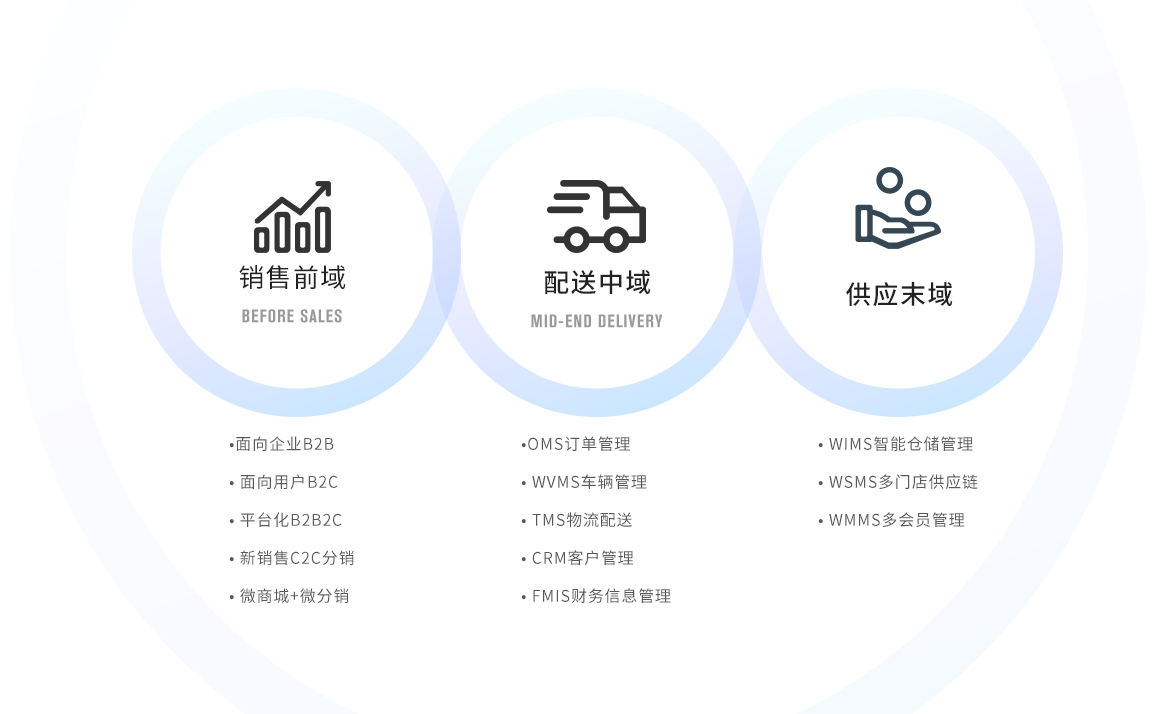 销售前域
BEFORE SALES
•面向企业B2B
• 面向用户B2C
• 平台化B2B2C
• 新销售C2C分销
• 微商城+微分销
配送中域
MID-END DELIVERY
•OMS订单管理
• WVMS车辆管理
• TMS物流配送
• CRM客户管理
• FMIS财务信息管理
供应末域
• WIMS智能仓储管理
• WSMS多门店供应链
• WMMS多会员管理